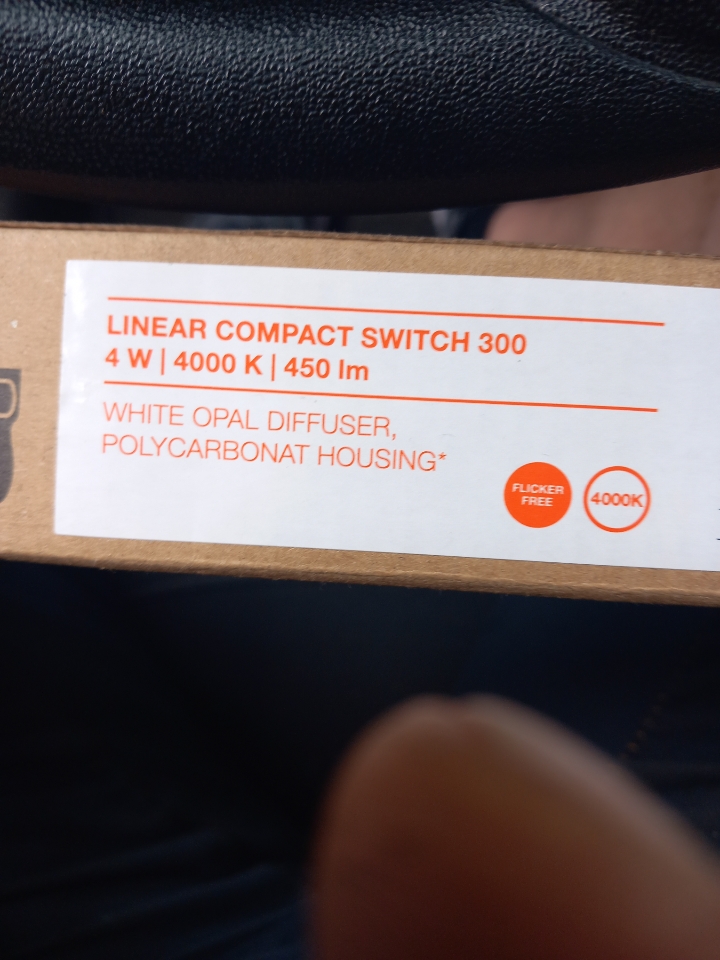 LINEAR COMPACT SWITCH 300
4 W | 4000 K | 450 lm
WHITE OPAL DIFFUSER,
POLYCARBONAT HOUSING*
FLICKER
FREE
4000K